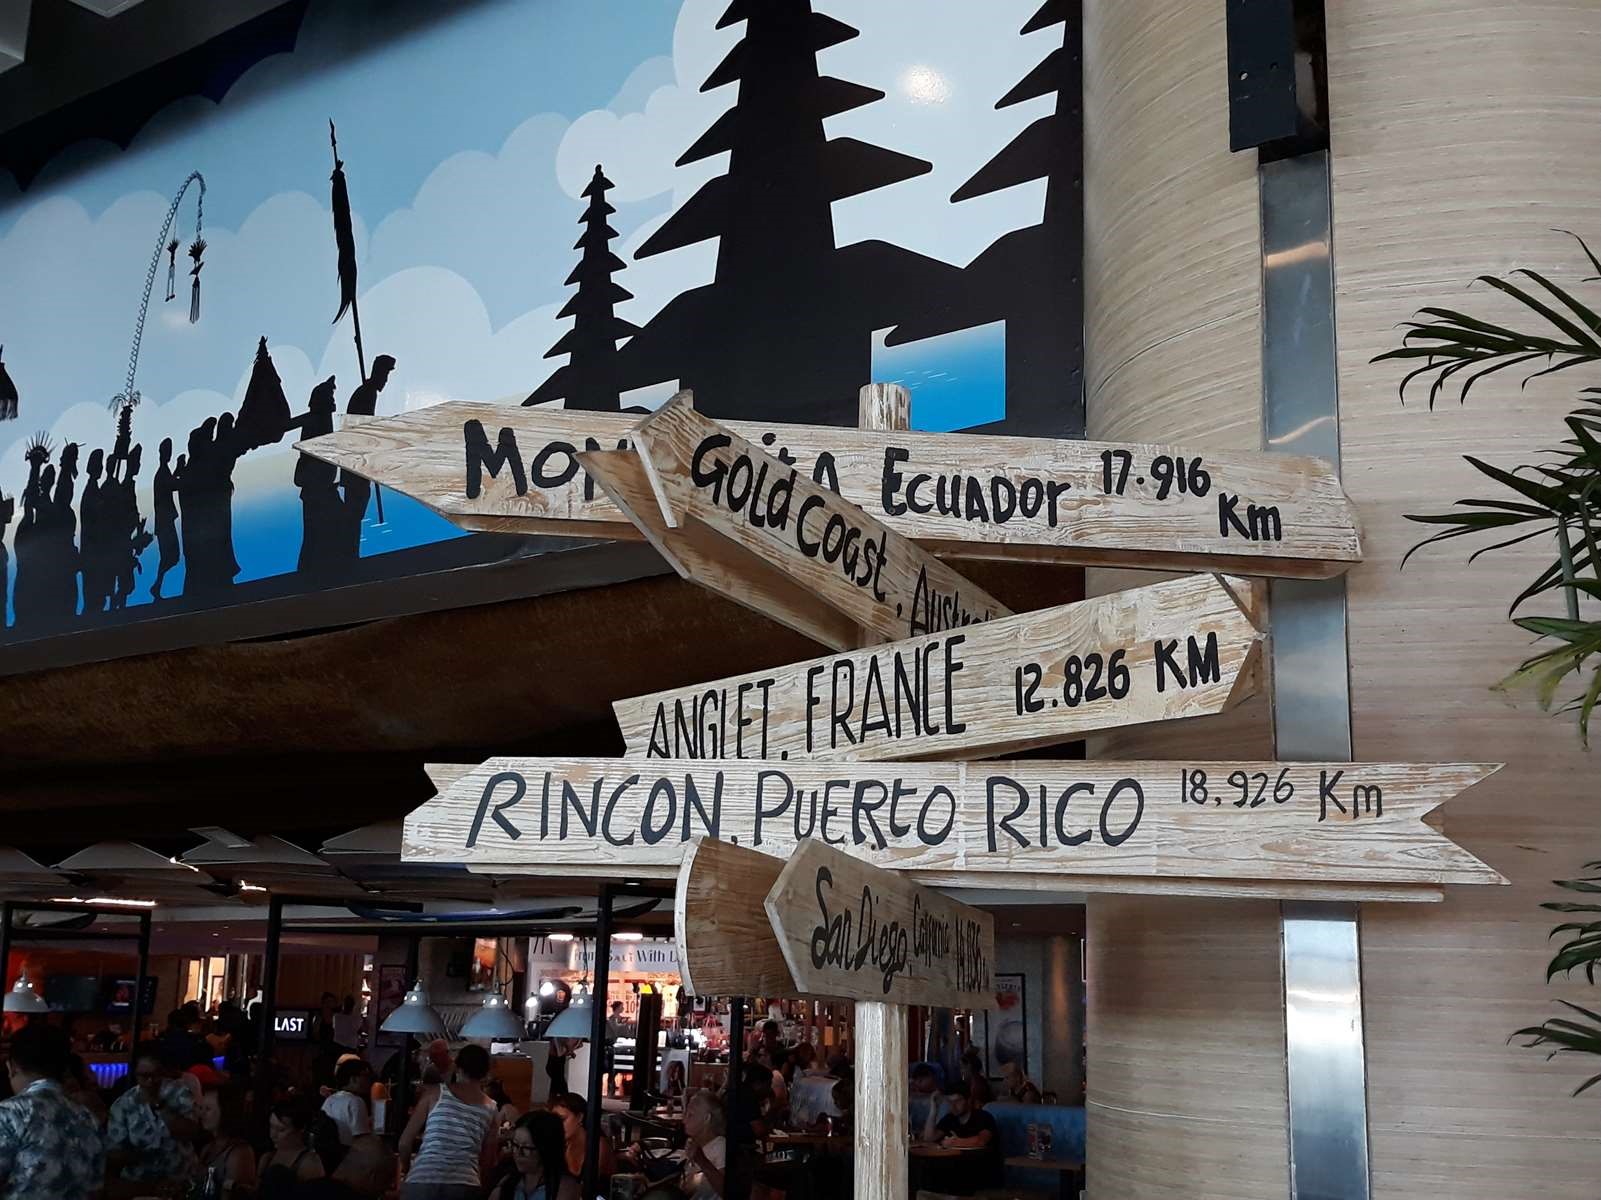 ECUADOR 17.916 Km
Gold Coast,
ANGLET, FRANCE 12.826 KM
RINCON, PUERTO RICO 18,926 Km
San Diego,
LAST